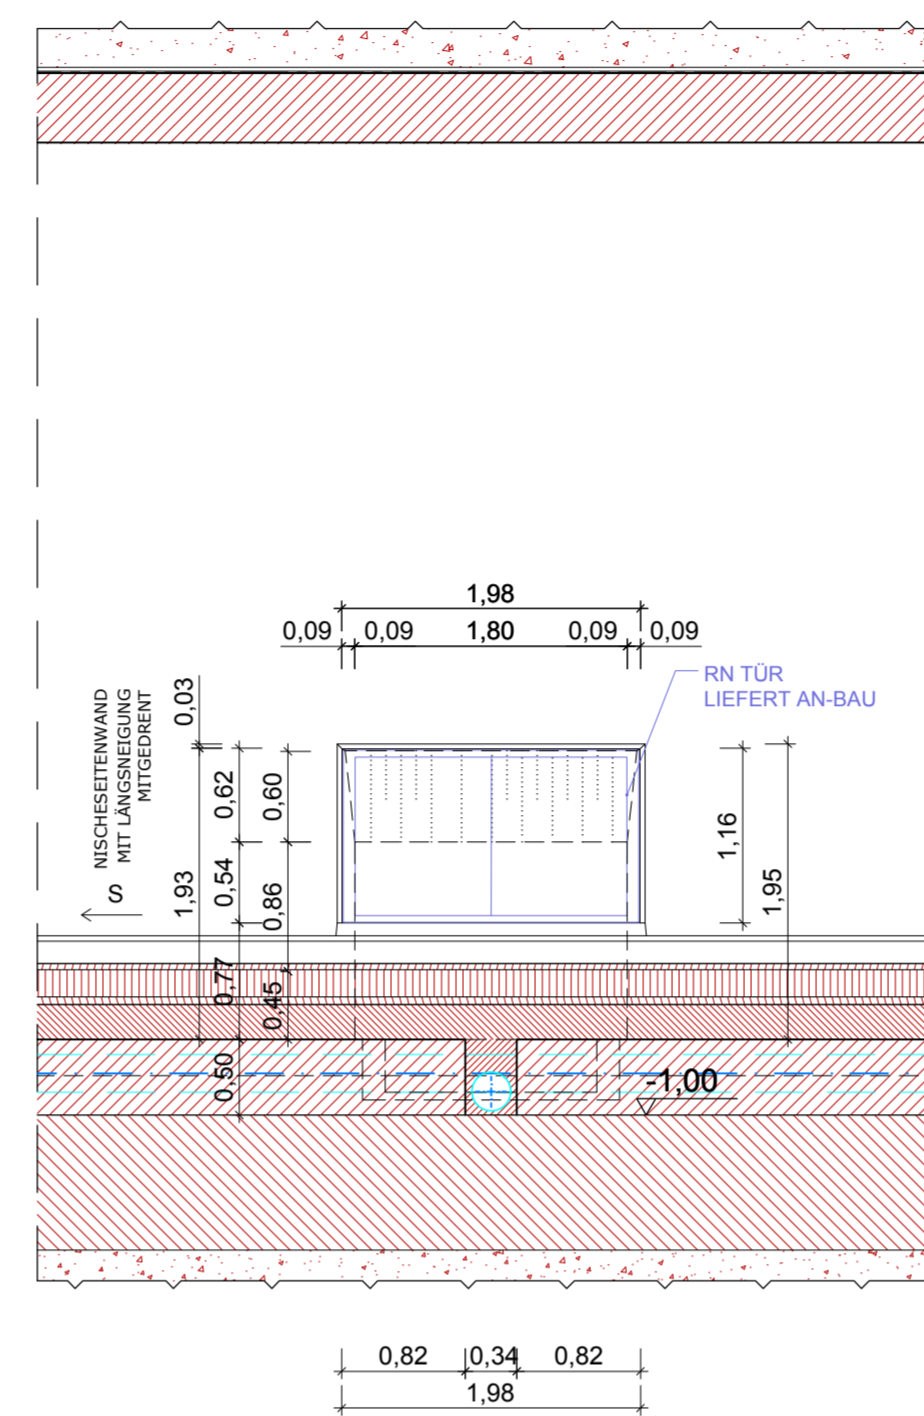 1,98
0,09 0,09 1,80 0,09 0,09
RN TÜR
LIEFERT AN-BAU
NISCHESEITENWAND
MIT LÄNGSNEIGUNG
MITGEDRENT
S
0,03
1,93
0,62
0,54
0,77
0,50
0,60
0,86
0,45
1,16
1,95
-1,00
0,82 0,34 0,82
1,98